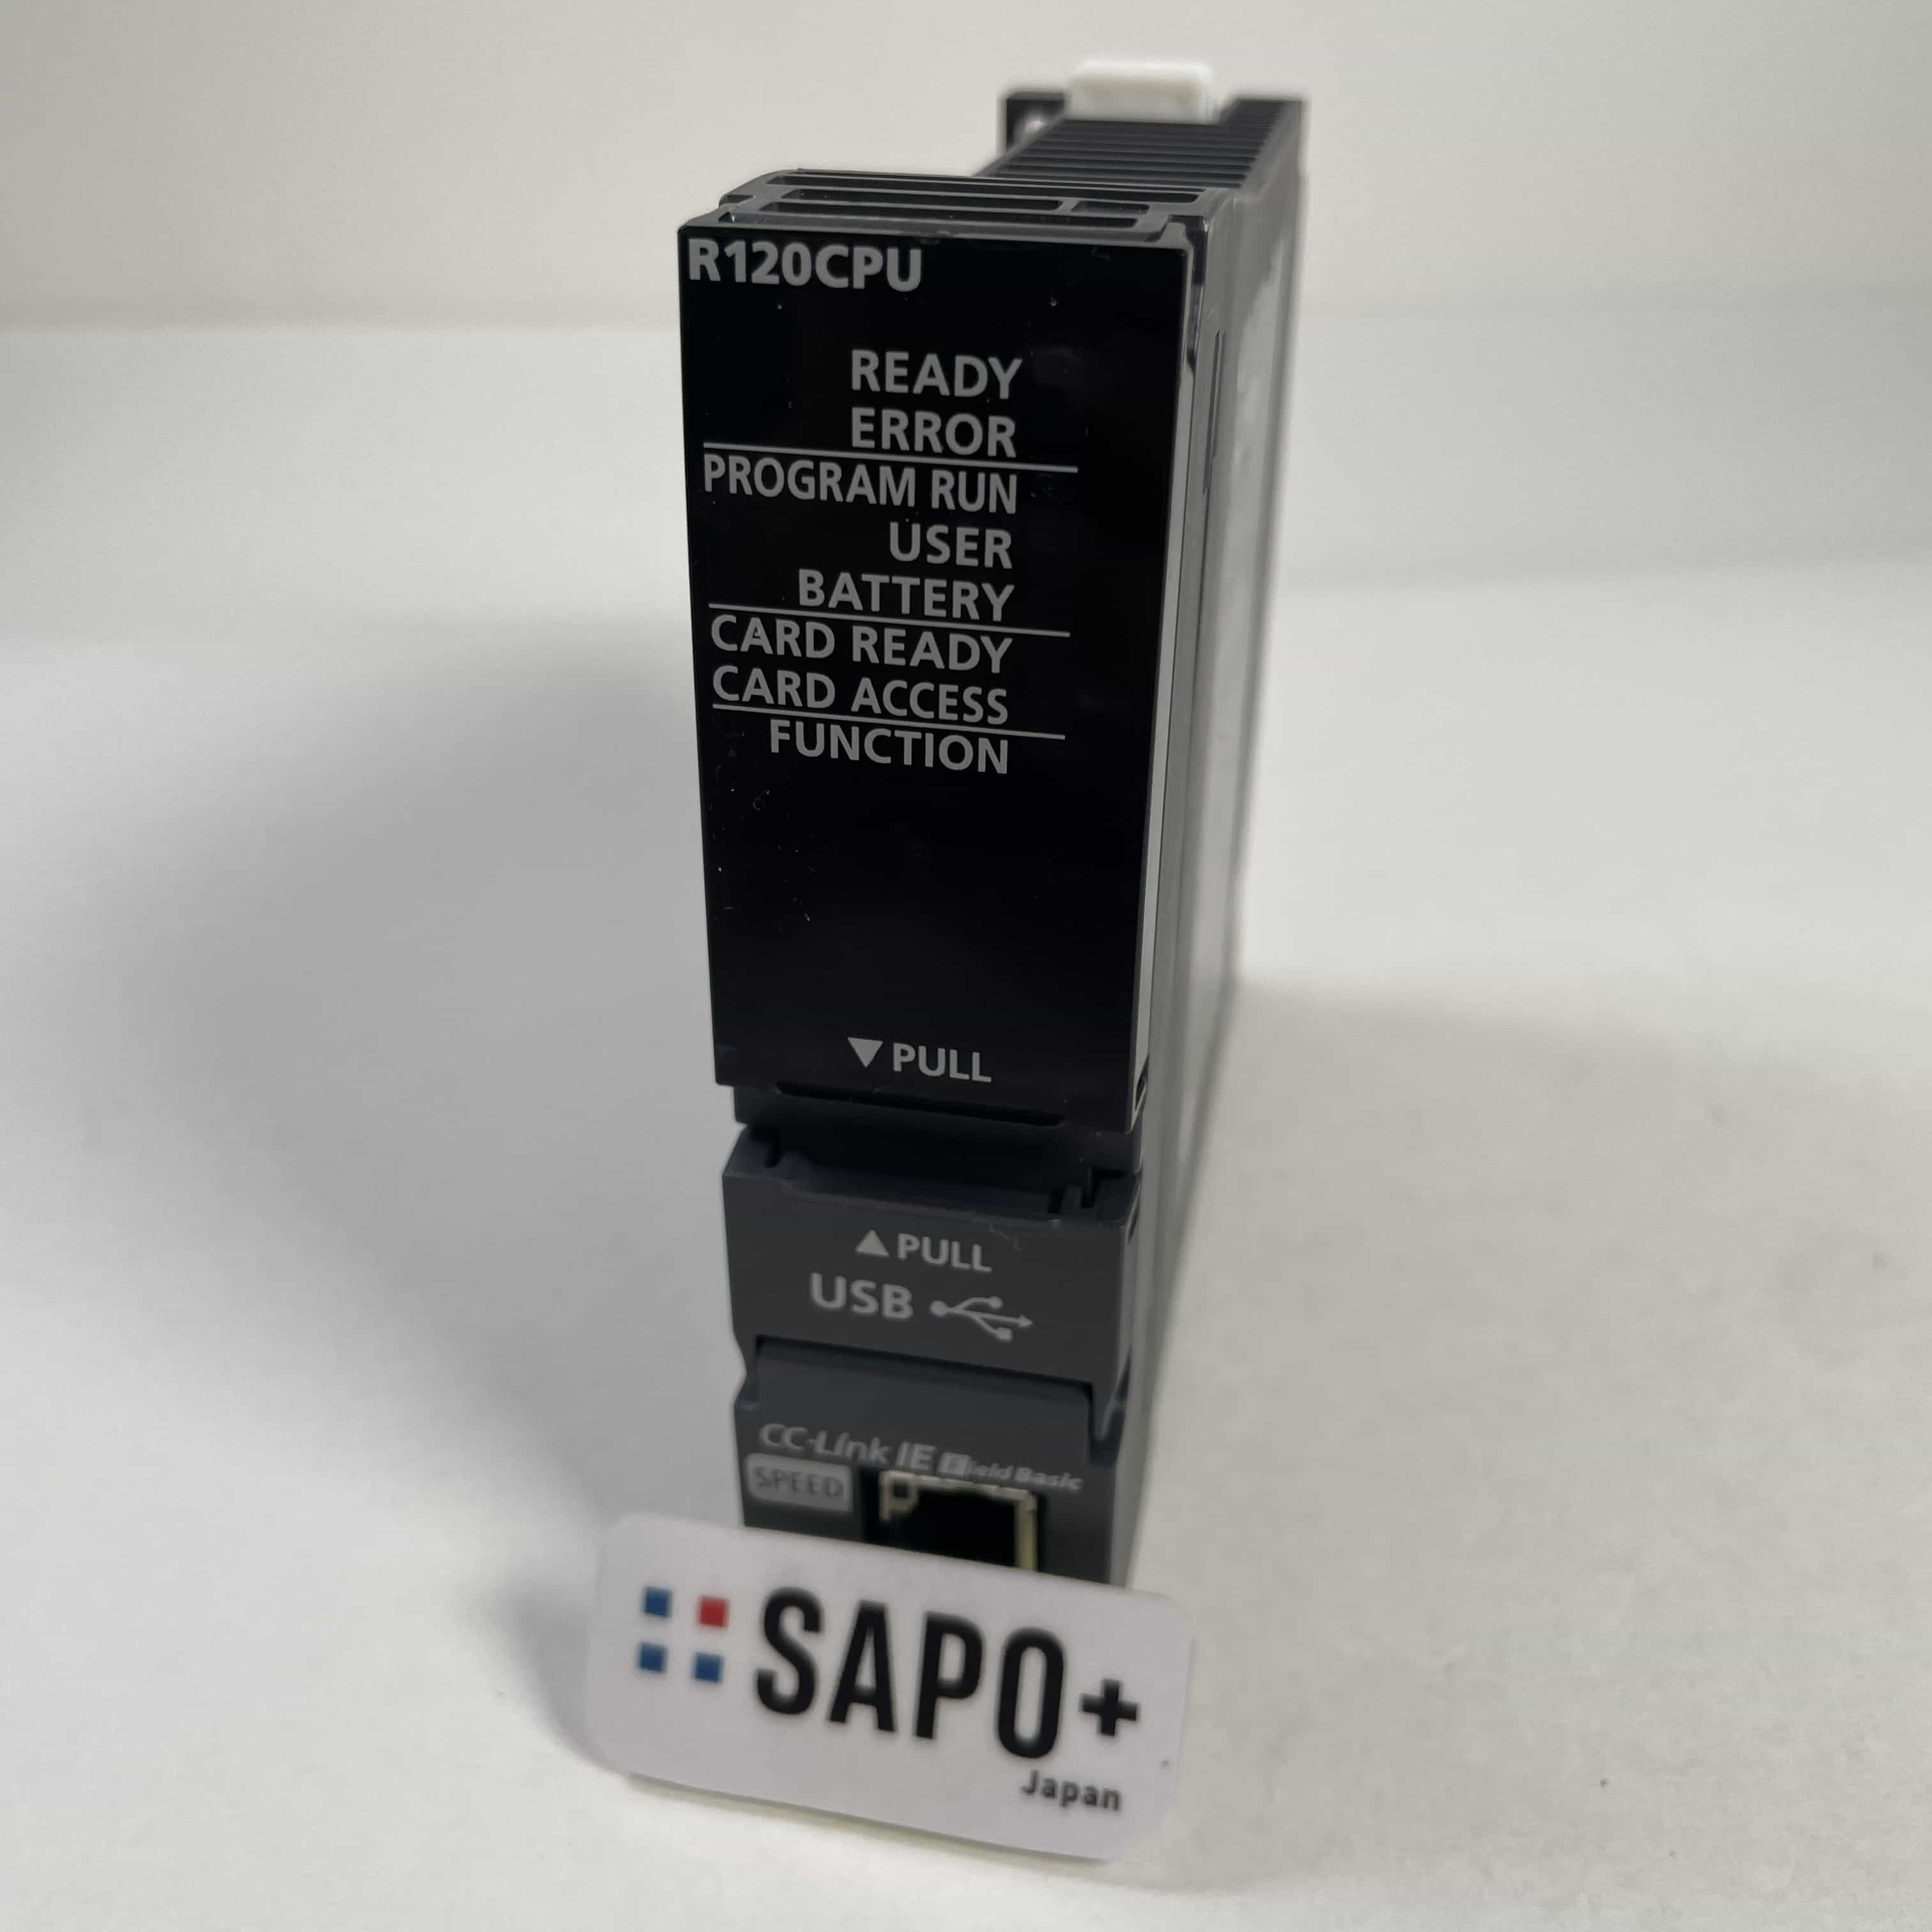 R120CPU
READY
ERROR
PROGRAM RUN
USER
BATTERY
CARD READY
CARD ACCESS
FUNCTION
▼PULL
▲PULL
USB
CC-Link IE Field Basic
SPEED
SAPO+
Japan